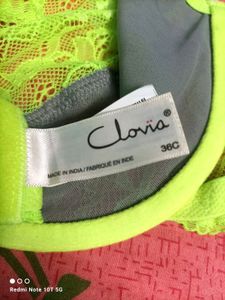 Clovia®
36C
MADE IN INDIA / FABRIQUÉ EN INDE
Redmi Note 10T 5G